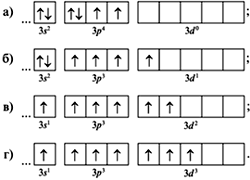 а) ... ↑↓ ↑↓ ↑ ↑ ;
3s² 3p⁴ 3d⁰
б) ... ↑↓ ↑ ↑ ↑ ↑ ;
3s² 3p³ 3d¹
в) ... ↑ ↑ ↑ ↑ ↑ ↑ ;
3s¹ 3p³ 3d²
г) ... ↑ ↑ ↑ ↑ ↑ ↑ ↑ .
3s¹ 3p³ 3d³